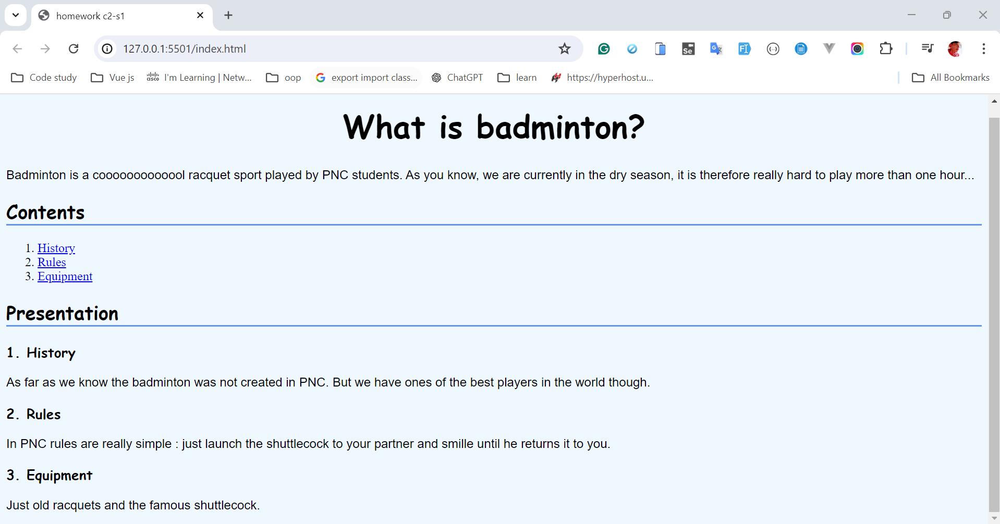 homework c2-s1
127.0.0.1:5501/index.html
Se
FI
Code study
Vue js
CISCO
I'm Learning | Netw...
oop
export import class...
ChatGPT
learn
https://hyperhost.u...
All Bookmarks
What is badminton?
Badminton is a cooooooooooool racquet sport played by PNC students. As you know, we are currently in the dry season, it is therefore really hard to play more than one hour...
Contents
1. History
2. Rules
3. Equipment
Presentation
1. History
As far as we know the badminton was not created in PNC. But we have ones of the best players in the world though.
2. Rules
In PNC rules are really simple : just launch the shuttlecock to your partner and smille until he returns it to you.
3. Equipment
Just old racquets and the famous shuttlecock.